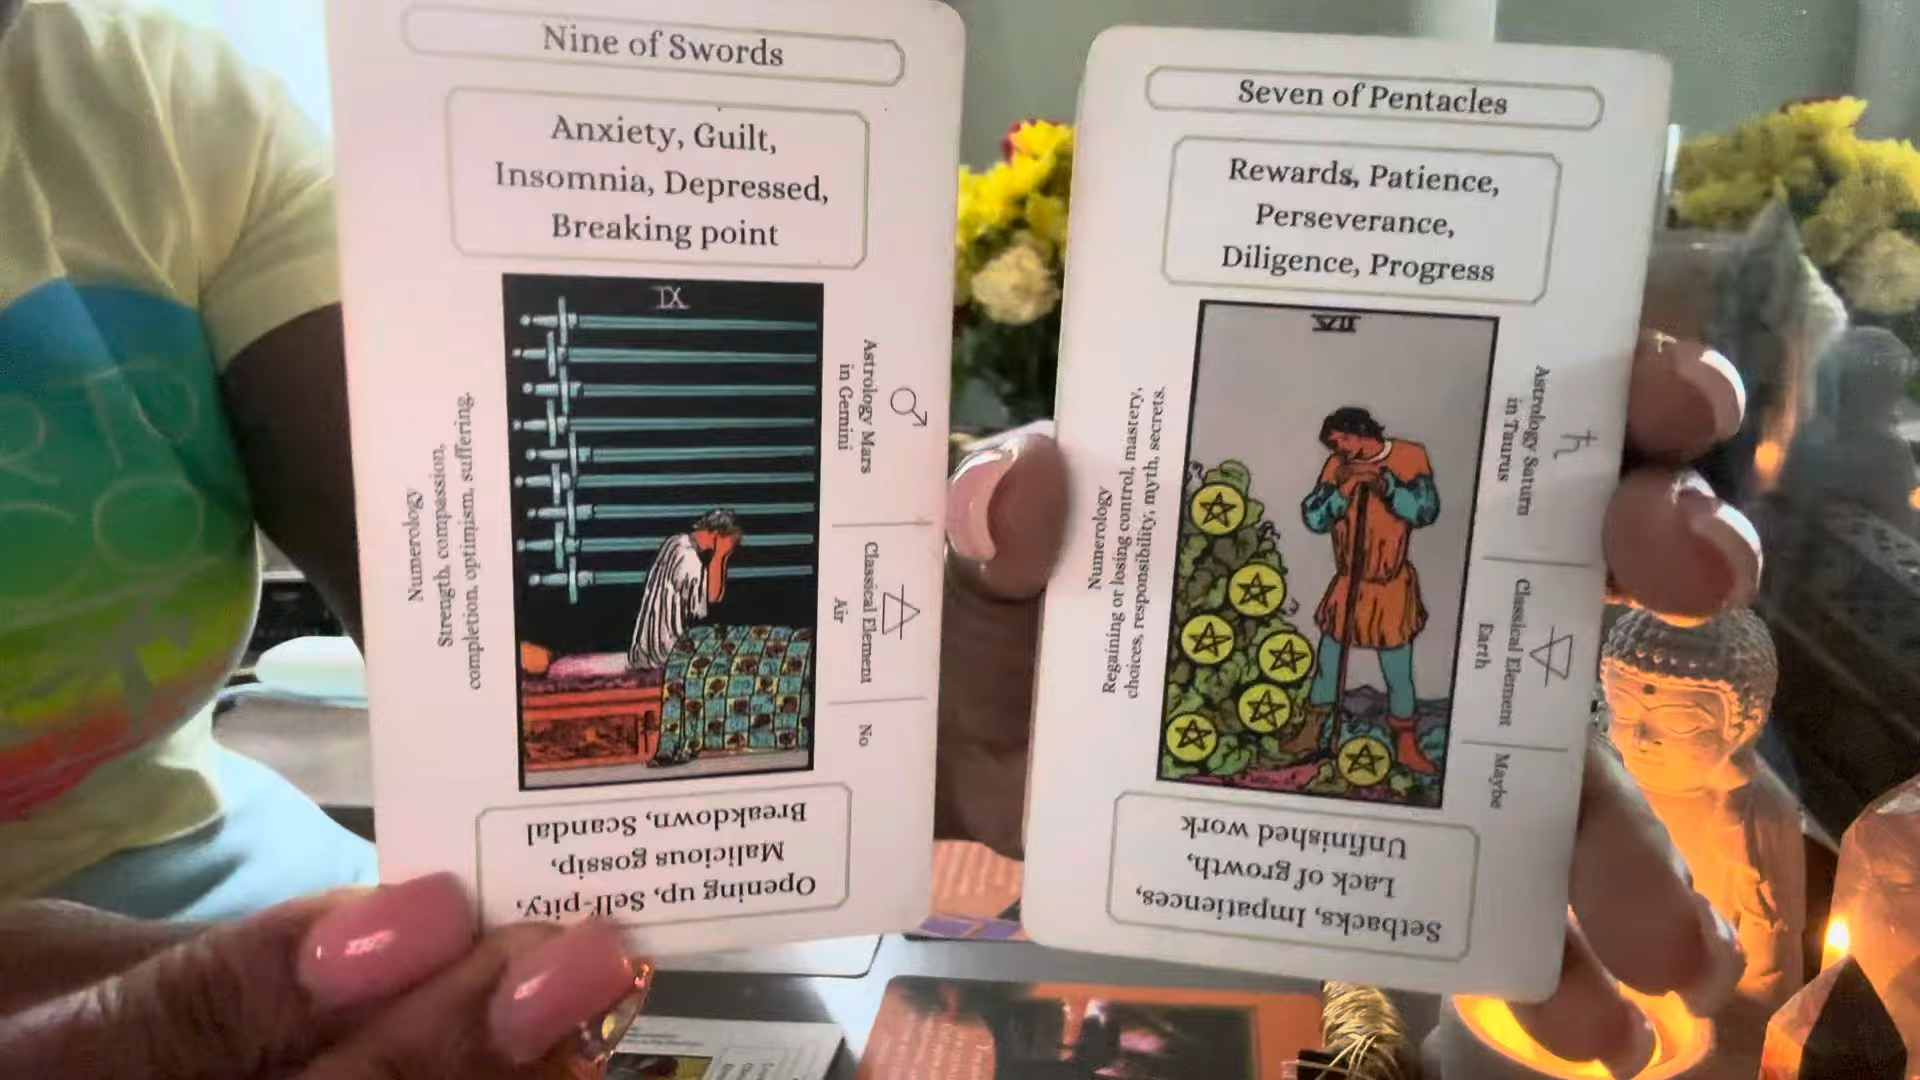 Nine of Swords
Anxiety, Guilt,
Insomnia, Depressed,
Breaking point
IX
Astrology Mars
in Gemini
Classical Element
Air
No
Numerology
Strength, compassion,
completion, optimism, suffering.
Opening up, Self-pity,
Malicious gossip,
Breakdown, Scandal
Seven of Pentacles
Rewards, Patience,
Perseverance,
Diligence, Progress
VII
Astrology Saturn
in Taurus
Classical Element
Earth
Maybe
Numerology
Regaining or losing control, mastery,
choices, responsibility, myth, secrets.
Setbacks, Impatiences,
Lack of growth,
Unfinished work